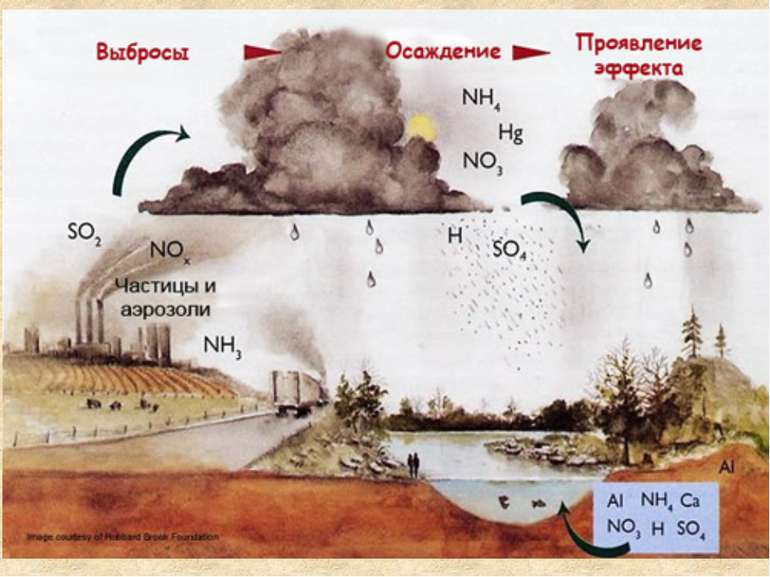 Выбросы
Осаждение
Проявление
эффекта
NH4
Hg
NO3
SO2
NOx
H
SO4
Частицы и
аэрозоли
NH3
Al
Al NH4 Ca
NO3 H SO4
Image courtesy of Hubbard Brook Foundation